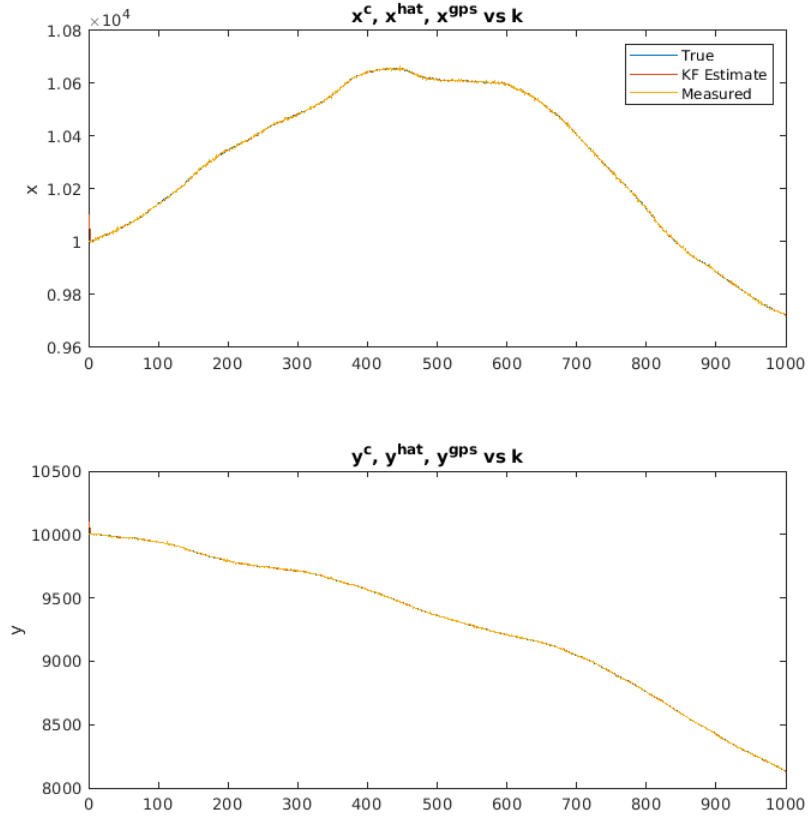 x^c, x^hat, x^gps vs k
×10^4
1.08
1.06
1.04
1.02
1
0.98
0.96
x
True
KF Estimate
Measured
0 100 200 300 400 500 600 700 800 900 1000
y^c, y^hat, y^gps vs k
10500
10000
9500
9000
8500
8000
y
0 100 200 300 400 500 600 700 800 900 1000